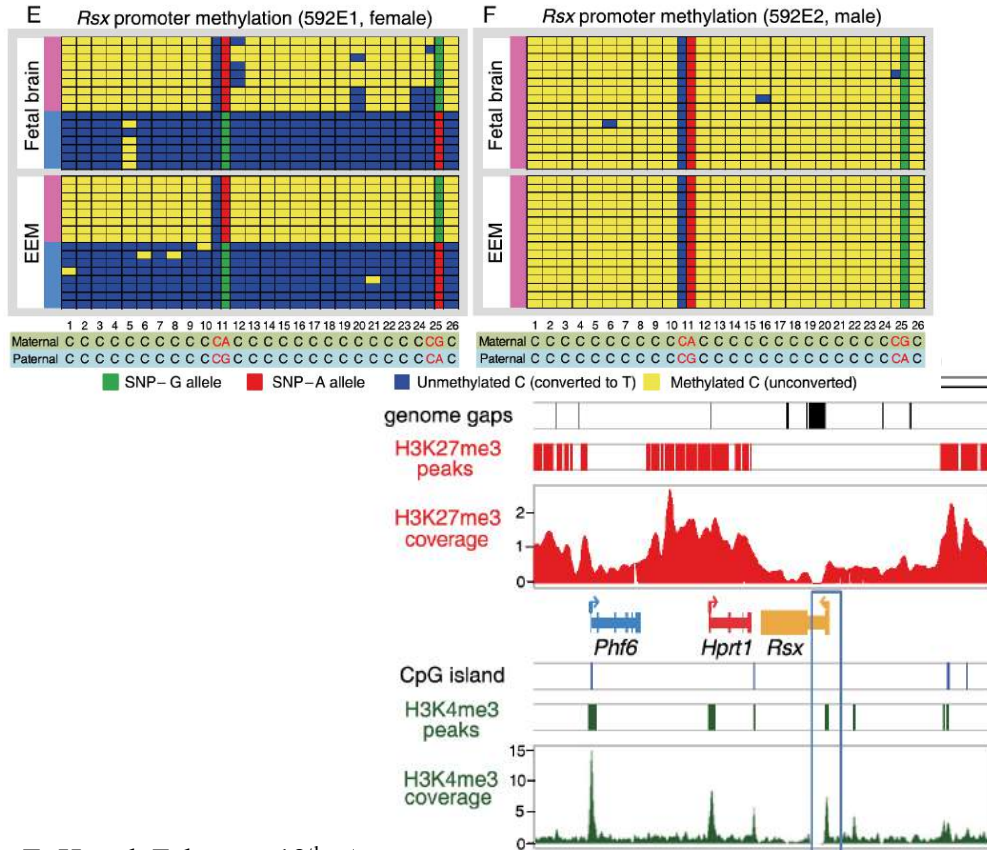 E Rsx promoter methylation (592E1, female)
F Rsx promoter methylation (592E2, male)
Fetal brain
EEM
1 2 3 4 5 6 7 8 9 10 11 12 13 14 15 16 17 18 19 20 21 22 23 24 25 26
Maternal C C C C C C C C C C CA C C C C C C C C C C C C C CG C
Paternal C C C C C C C C C C CG C C C C C C C C C C C C C CA C
Fetal brain
EEM
1 2 3 4 5 6 7 8 9 10 11 12 13 14 15 16 17 18 19 20 21 22 23 24 25 26
Maternal C C C C C C C C C C CA C C C C C C C C C C C C C CG C
Paternal C C C C C C C C C C CG C C C C C C C C C C C C C CA C
SNP– G allele SNP–A allele Unmethylated C (converted to T) Methylated C (unconverted)
genome gaps
H3K27me3
peaks
H3K27me3
coverage
2
1
0
Phf6 Hprt1 Rsx
CpG island
H3K4me3
peaks
H3K4me3
coverage
15
10
5
0